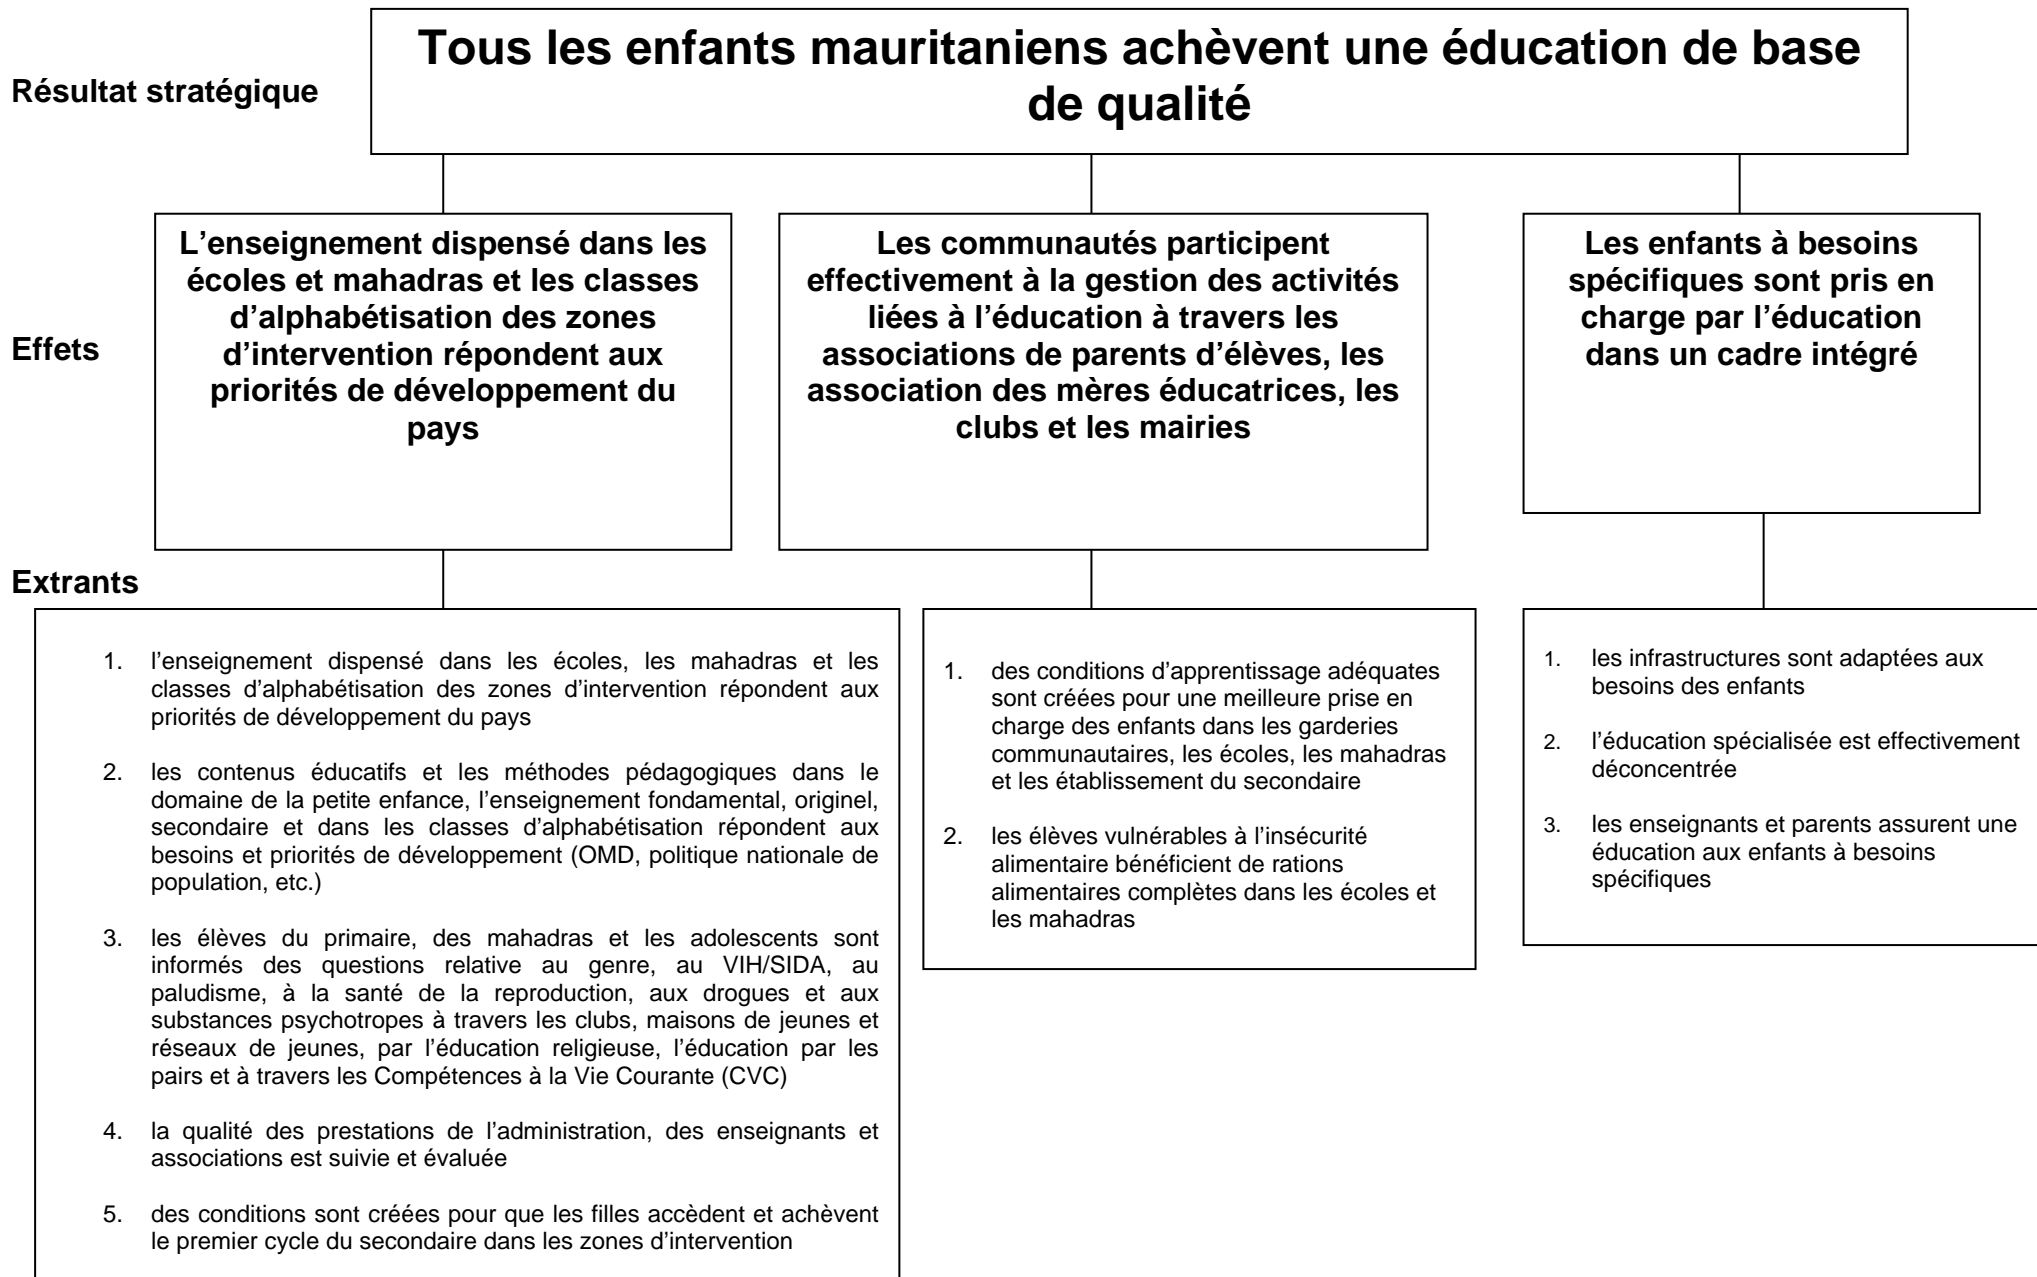 Résultat stratégique
Tous les enfants mauritaniens achèvent une éducation de base
de qualité
Effets
L’enseignement dispensé dans les
écoles et mahadras et les classes
d’alphabétisation des zones
d’intervention répondent aux
priorités de développement du
pays
Les communautés participent
effectivement à la gestion des activités
liées à l’éducation à travers les
associations de parents d’élèves, les
association des mères éducatrices, les
clubs et les mairies
Les enfants à besoins
spécifiques sont pris en
charge par l’éducation
dans un cadre intégré
Extrants
1. l’enseignement dispensé dans les écoles, les mahadras et les
classes d’alphabétisation des zones d’intervention répondent aux
priorités de développement du pays
2. les contenus éducatifs et les méthodes pédagogiques dans le
domaine de la petite enfance, l’enseignement fondamental, originel,
secondaire et dans les classes d’alphabétisation répondent aux
besoins et priorités de développement (OMD, politique nationale de
population, etc.)
3. les élèves du primaire, des mahadras et les adolescents sont
informés des questions relative au genre, au VIH/SIDA, au
paludisme, à la santé de la reproduction, aux drogues et aux
substances psychotropes à travers les clubs, maisons de jeunes et
réseaux de jeunes, par l’éducation religieuse, l’éducation par les
pairs et à travers les Compétences à la Vie Courante (CVC)
4. la qualité des prestations de l’administration, des enseignants et
associations est suivie et évaluée
5. des conditions sont créées pour que les filles accèdent et achèvent
le premier cycle du secondaire dans les zones d’intervention
1. des conditions d’apprentissage adéquates
sont créées pour une meilleure prise en
charge des enfants dans les garderies
communautaires, les écoles, les mahadras
et les établissement du secondaire
2. les élèves vulnérables à l’insécurité
alimentaire bénéficient de rations
alimentaires complètes dans les écoles et
les mahadras
1. les infrastructures sont adaptées aux
besoins des enfants
2. l’éducation spécialisée est effectivement
déconcentrée
3. les enseignants et parents assurent une
éducation aux enfants à besoins
spécifiques